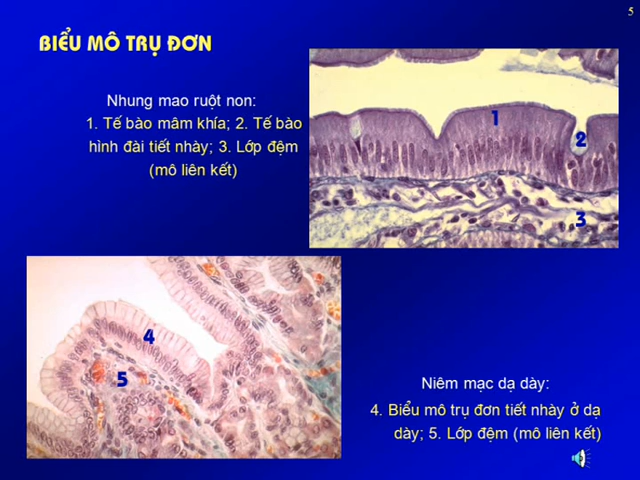 5
BIỂU MÔ TRỤ ĐƠN
Nhung mao ruột non:
1. Tế bào mâm khía; 2. Tế bào
hình đài tiết nhày; 3. Lớp đệm
(mô liên kết)
1
2
3
4
5
Niêm mạc dạ dày:
4. Biểu mô trụ đơn tiết nhày ở dạ
dày; 5. Lớp đệm (mô liên kết)